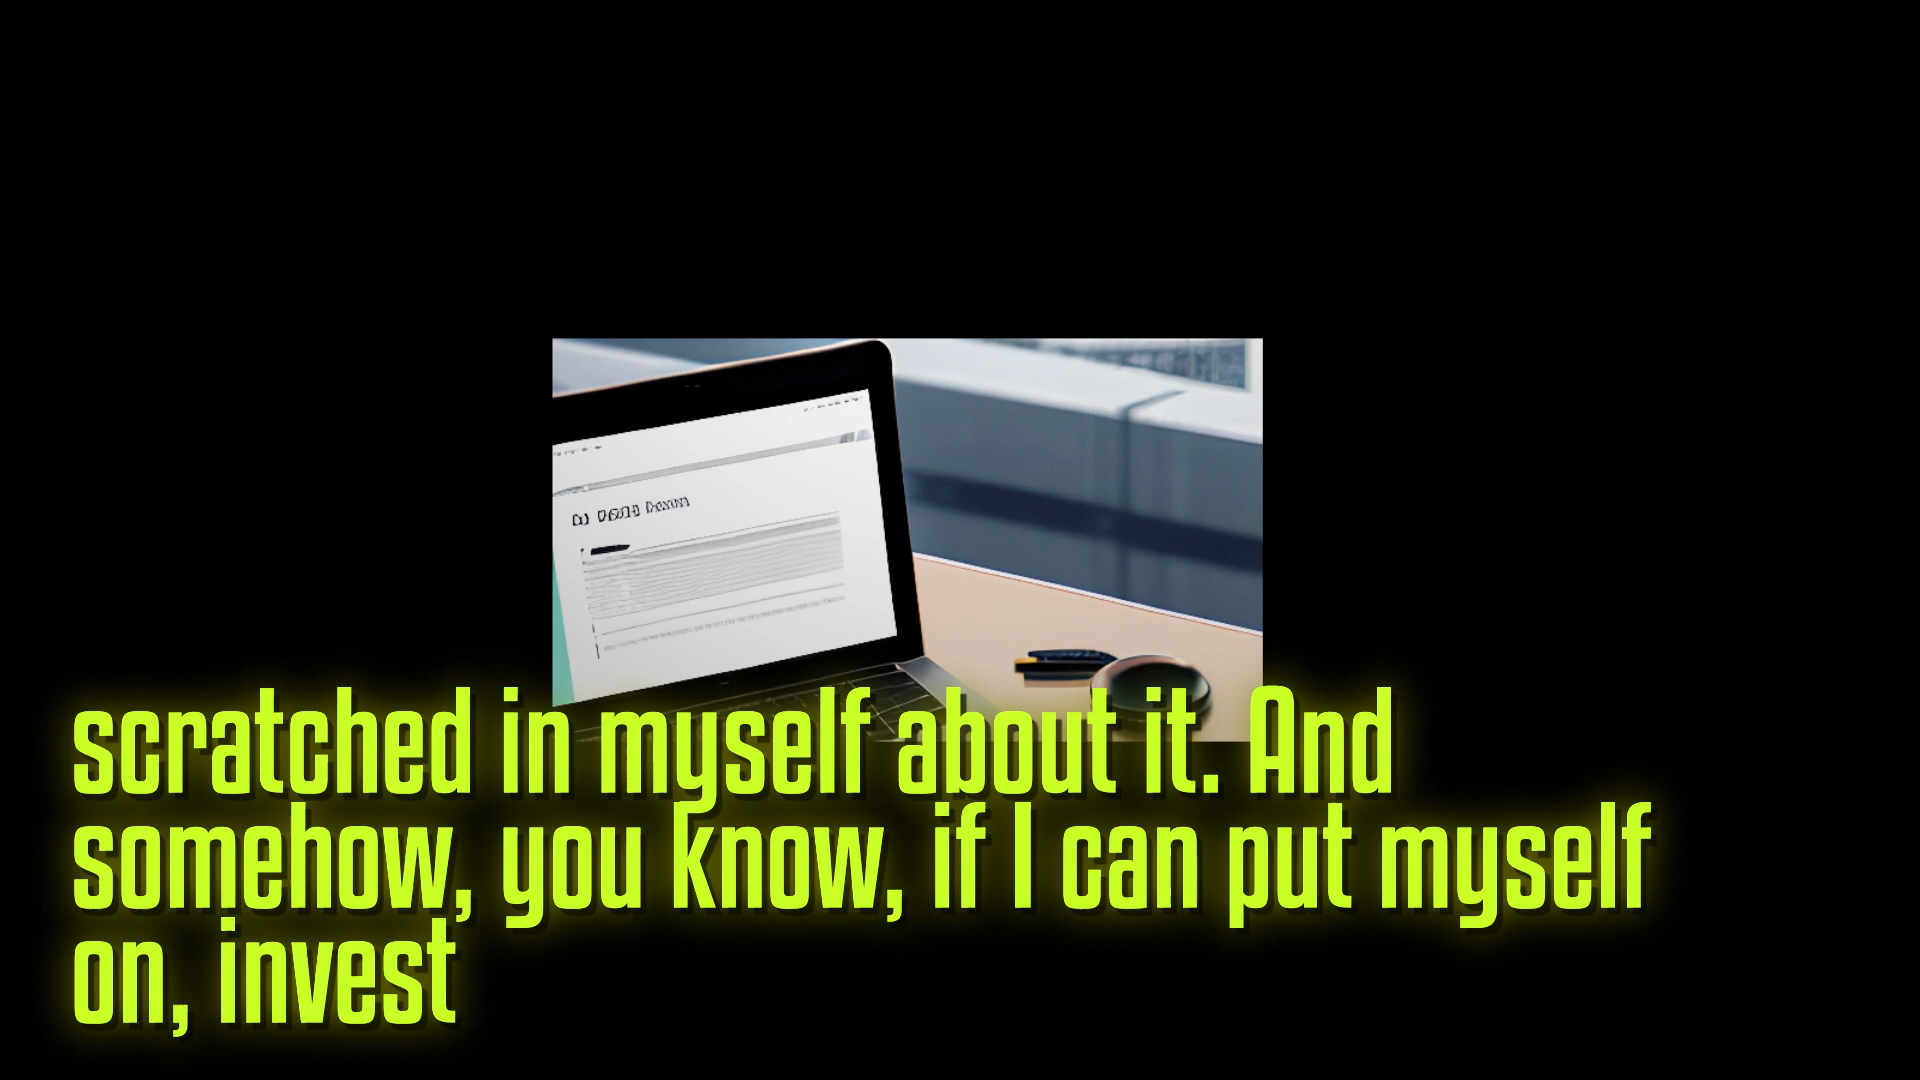 scratched in myself about it. And
somehow, you know, if I can put myself
on, invest